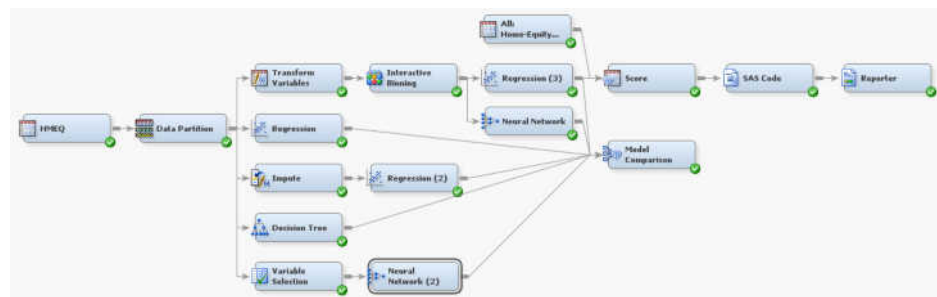 AB:
Home-Equity...
Transform
Variables
Interactive
Binning
Regression (3)
Score
SAS Code
Reporter
HMEQ
Data Partition
Regression
Neural Network
Model
Comparison
Impute
Regression (2)
Decision Tree
Variable
Selection
Neural
Network (2)